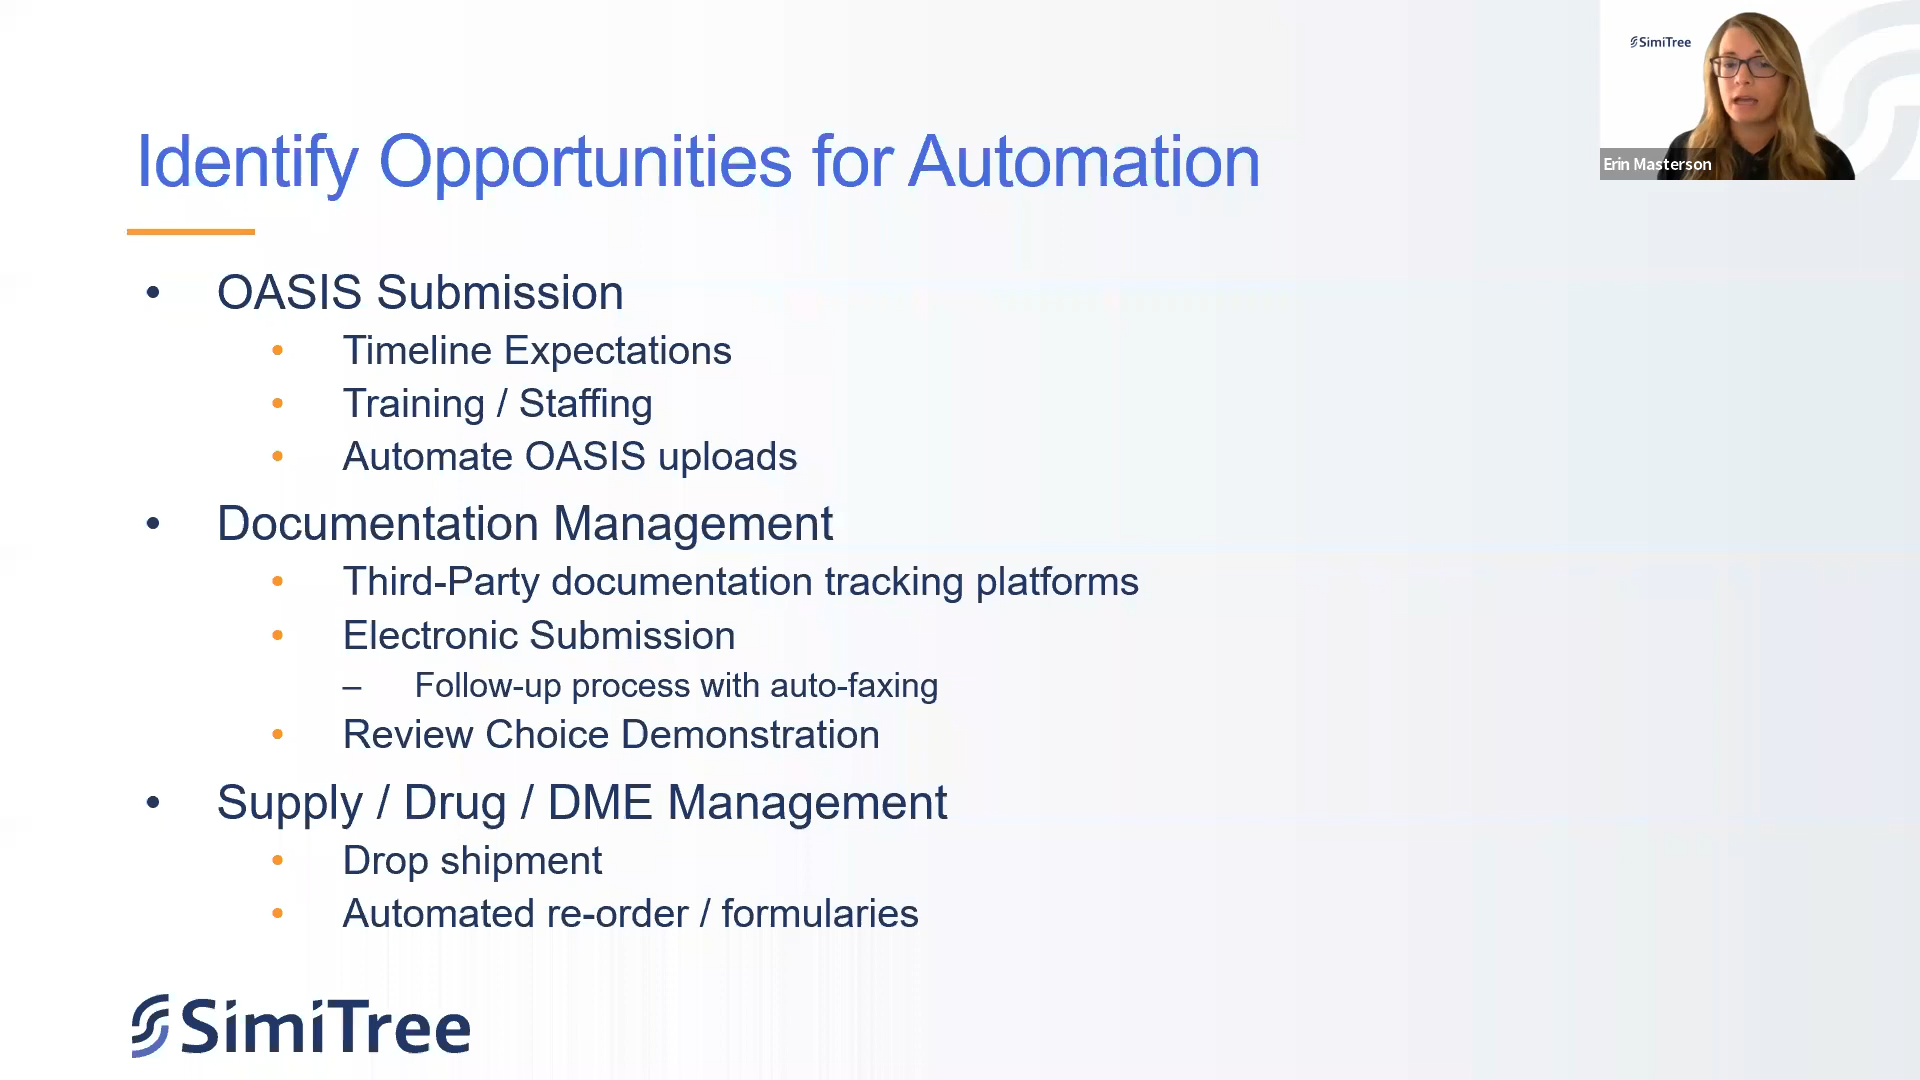 SimiTree
Erin Masterson
Identify Opportunities for Automation
• OASIS Submission
• Timeline Expectations
• Training / Staffing
• Automate OASIS uploads
• Documentation Management
• Third-Party documentation tracking platforms
• Electronic Submission
– Follow-up process with auto-faxing
• Review Choice Demonstration
• Supply / Drug / DME Management
• Drop shipment
• Automated re-order / formularies
SimiTree